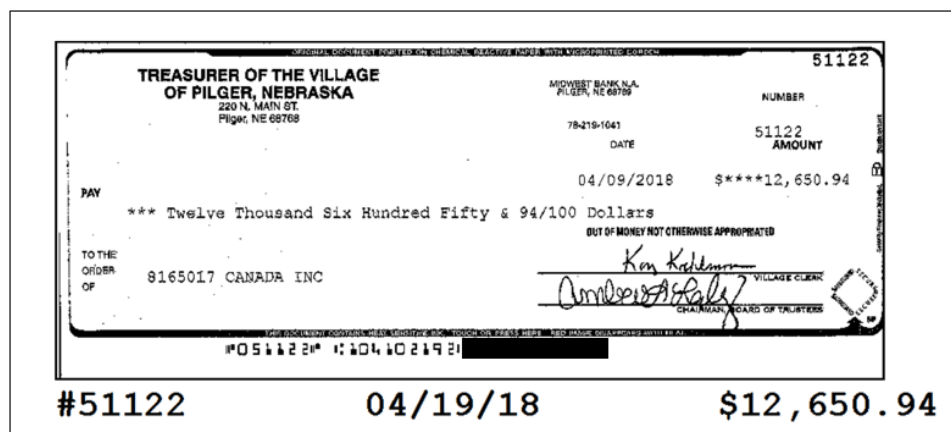 ORIGINAL DOCUMENT PRINTED ON CHEMICAL REACTIVE PAPER WITH MICROPRINTED BORDER
51122
TREASURER OF THE VILLAGE
OF PILGER, NEBRASKA
220 N. MAIN ST.
Pilger, NE 68768
MIDWEST BANK N.A.
PILGER, NE 68769
78-219-1041
NUMBER
51122
DATE
AMOUNT
04/09/2018
$****12,650.94
PAY
*** Twelve Thousand Six Hundred Fifty & 94/100 Dollars
OUT OF MONEY NOT OTHERWISE APPROPRIATED
TO THE
ORDER
OF
8165017 CANADA INC
VILLAGE CLERK
CHAIRMAN, BOARD OF TRUSTEES
⑈051122⑈ ⑆104102192
#51122
04/19/18
$12,650.94